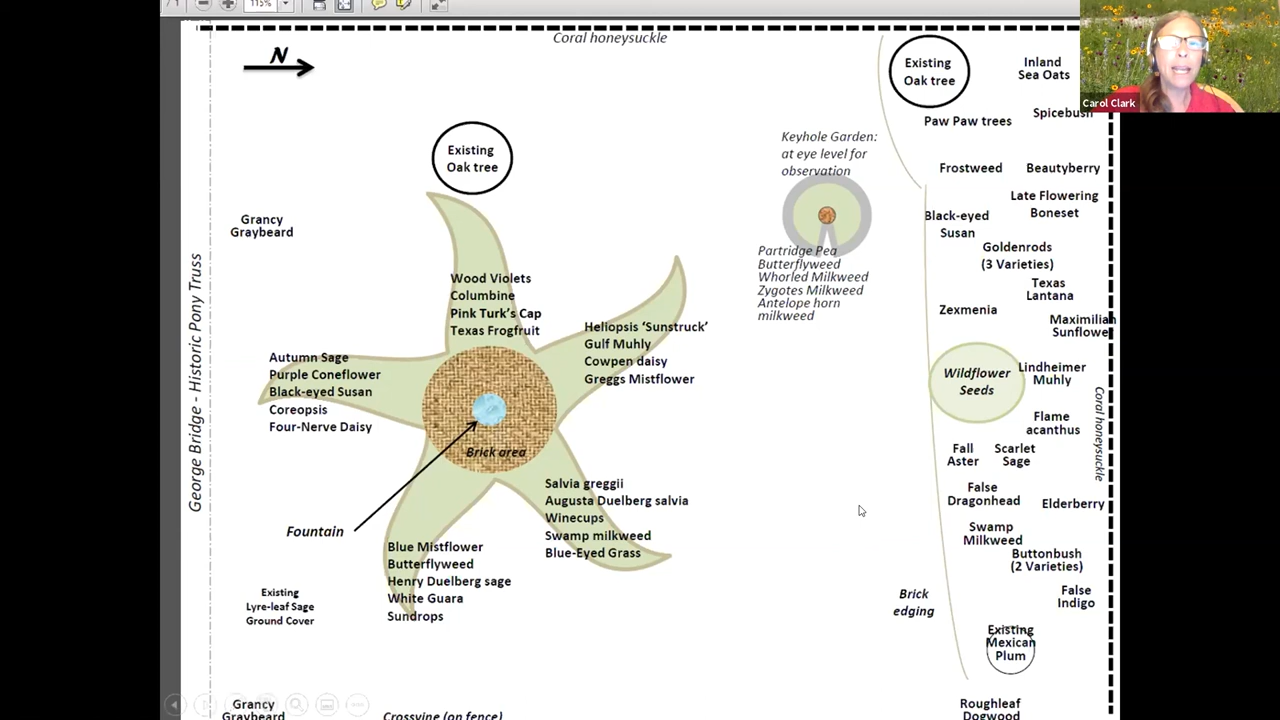 115%
Coral honeysuckle
N
Existing
Oak tree
Inland
Sea Oats
Carol Clark
Paw Paw trees
Spicebush
Keyhole Garden:
at eye level for
observation
Existing
Oak tree
Frostweed
Beautyberry
Late Flowering
Boneset
Grancy
Graybeard
Black-eyed
Susan
Goldenrods
(3 Varieties)
Partridge Pea
Butterflyweed
Whorled Milkweed
Zygotes Milkweed
Antelope horn
milkweed
Wood Violets
Columbine
Pink Turk's Cap
Texas Frogfruit
Texas
Lantana
Zexmenia
Maximilian
Sunflower
Heliopsis ‘Sunstruck’
Gulf Muhly
Cowpen daisy
Greggs Mistflower
George Bridge - Historic Pony Truss
Autumn Sage
Purple Coneflower
Black-eyed Susan
Coreopsis
Four-Nerve Daisy
Wildflower
Seeds
Lindheimer
Muhly
Coral honeysuckle
Flame
acanthus
Brick area
Fall
Aster
Scarlet
Sage
Salvia greggii
Augusta Duelberg salvia
Winecups
Swamp milkweed
Blue-Eyed Grass
False
Dragonhead
Elderberry
Fountain
Swamp
Milkweed
Blue Mistflower
Butterflyweed
Henry Duelberg sage
White Guara
Sundrops
Buttonbush
(2 Varieties)
Existing
Lyre-leaf Sage
Ground Cover
Brick
edging
False
Indigo
Existing
Mexican
Plum
Grancy
Graybeard
Crossvine (on fence)
Roughleaf
Dogwood